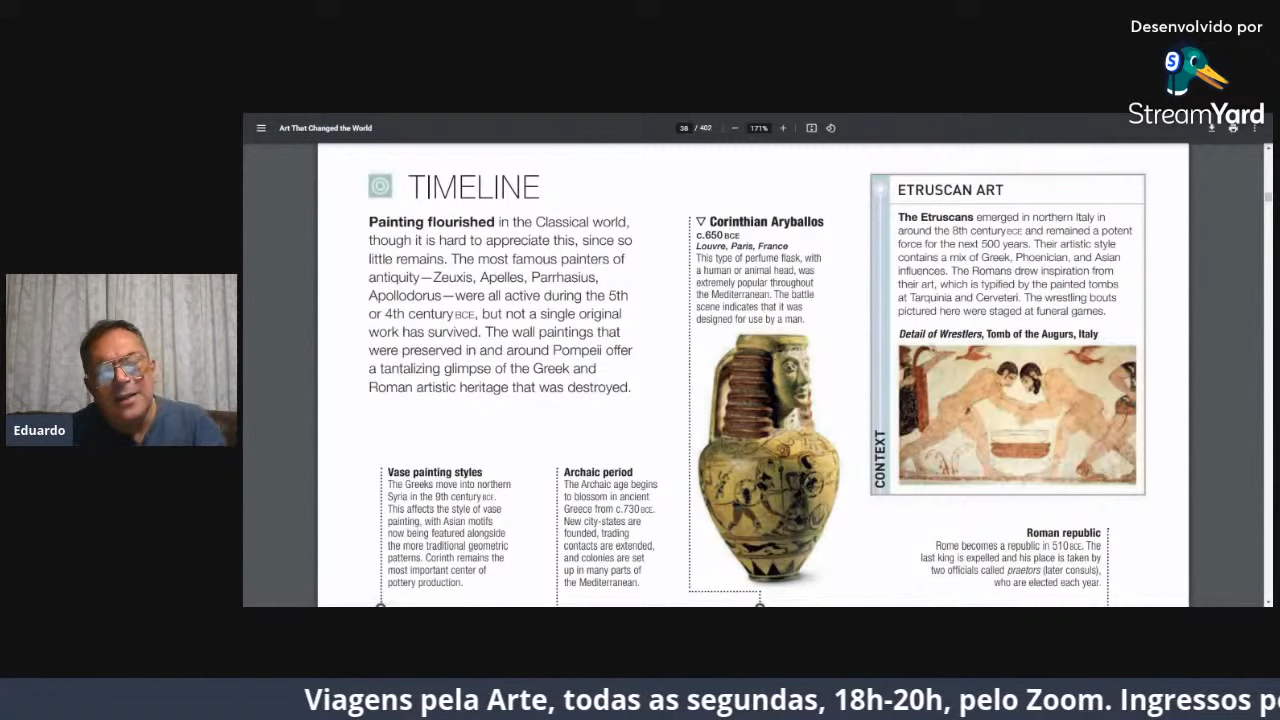 Desenvolvido por
S
StreamYard
Art That Changed the World
38 / 402
171%
TIMELINE
Painting flourished in the Classical world,
though it is hard to appreciate this, since so
little remains. The most famous painters of
antiquity—Zeuxis, Apelles, Parrhasius,
Apollodorus—were all active during the 5th
or 4th century BCE, but not a single original
work has survived. The wall paintings that
were preserved in and around Pompeii offer
a tantalizing glimpse of the Greek and
Roman artistic heritage that was destroyed.
▽ Corinthian Aryballos
c.650 BCE
Louvre, Paris, France
This type of perfume flask, with
a human or animal head, was
extremely popular throughout
the Mediterranean. The battle
scene indicates that it was
designed for use by a man.
ETRUSCAN ART
The Etruscans emerged in northern Italy in
around the 8th century BCE and remained a potent
force for the next 500 years. Their artistic style
contains a mix of Greek, Phoenician, and Asian
influences. The Romans drew inspiration from
their art, which is typified by the painted tombs
at Tarquinia and Cerveteri. The wrestling bouts
pictured here were staged at funeral games.
Detail of Wrestlers, Tomb of the Augurs, Italy
CONTEXT
Vase painting styles
The Greeks move into northern
Syria in the 9th century BCE.
This affects the style of vase
painting, with Asian motifs
now being featured alongside
the more traditional geometric
patterns. Corinth remains the
most important center of
pottery production.
Archaic period
The Archaic age begins
to blossom in ancient
Greece from c.730 BCE.
New city-states are
founded, trading
contacts are extended,
and colonies are set
up in many parts of
the Mediterranean.
Roman republic
Rome becomes a republic in 510 BCE. The
last king is expelled and his place is taken by
two officials called praetors (later consuls),
who are elected each year.
Eduardo
Viagens pela Arte, todas as segundas, 18h-20h, pelo Zoom. Ingressos p